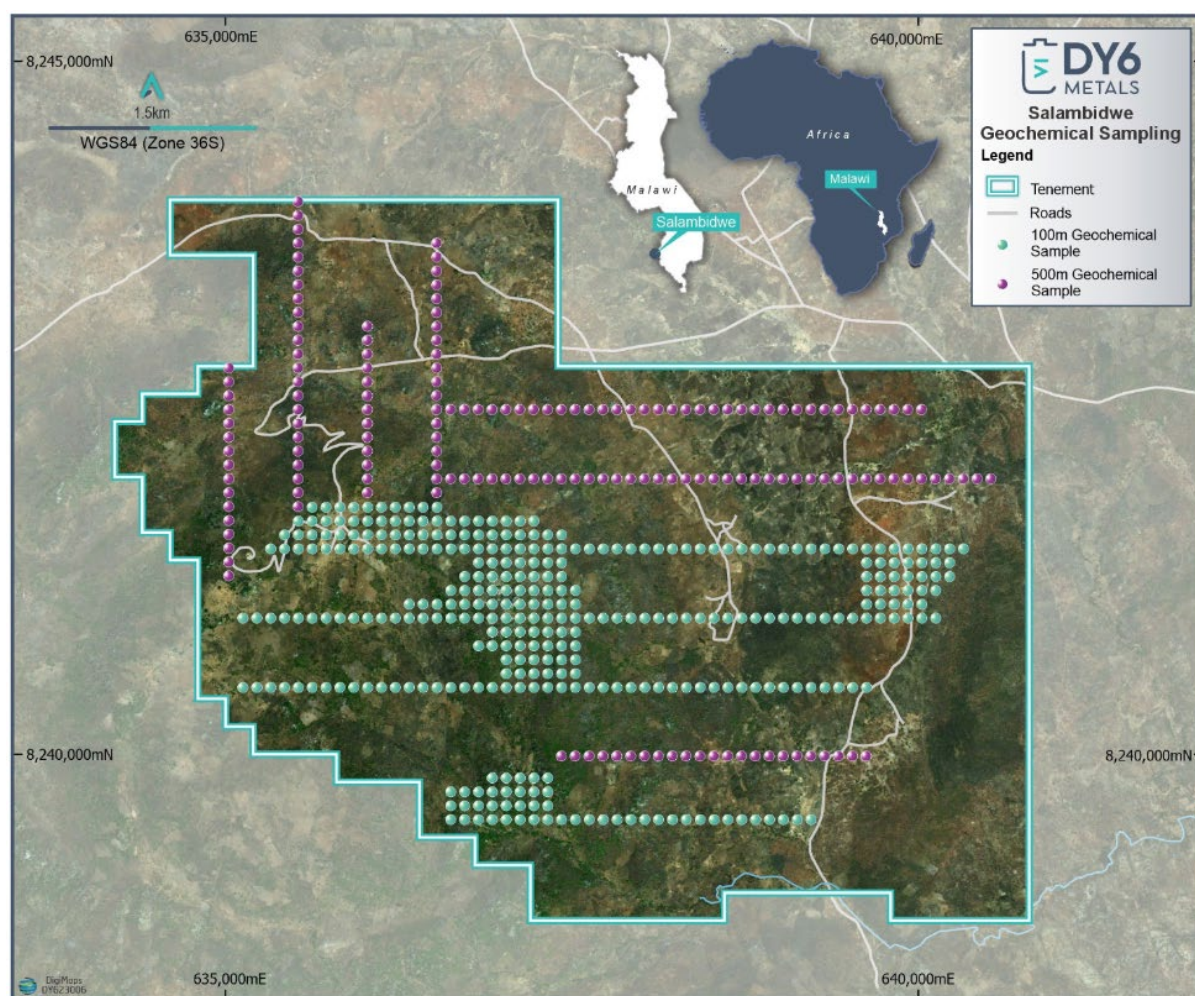 635,000mE
640,000mE
8,245,000mN
1.5km
WGS84 (Zone 36S)
Malawi
Salambidwe
Africa
Malawi
DY6
METALS
Salambidwe
Geochemical Sampling
Legend
Tenement
Roads
100m Geochemical
Sample
500m Geochemical
Sample
8,240,000mN
8,240,000mN
635,000mE
640,000mE
DigiMaps
DY623006